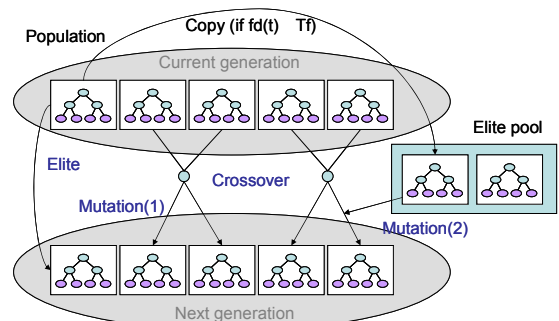 Copy (if fd(t) Tf)
Population
Current generation
Elite pool
Elite
Crossover
Mutation(1)
Mutation(2)
Next generation